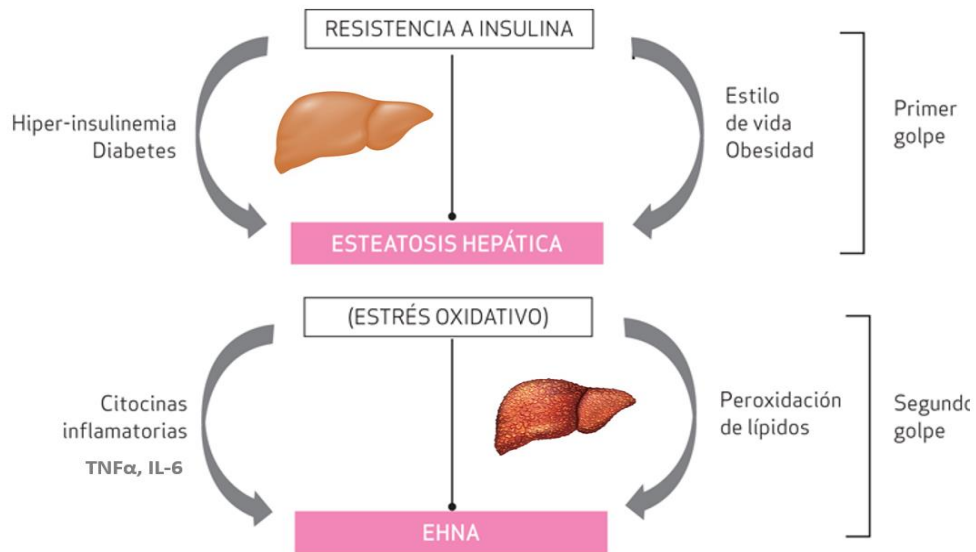 RESISTENCIA A INSULINA
Hiper-insulinemia
Diabetes
Estilo
de vida
Obesidad
Primer
golpe
ESTEATOSIS HEPÁTICA
(ESTRÉS OXIDATIVO)
Citocinas
inflamatorias
TNFα, IL-6
Peroxidación
de lípidos
Segundo
golpe
EHNA